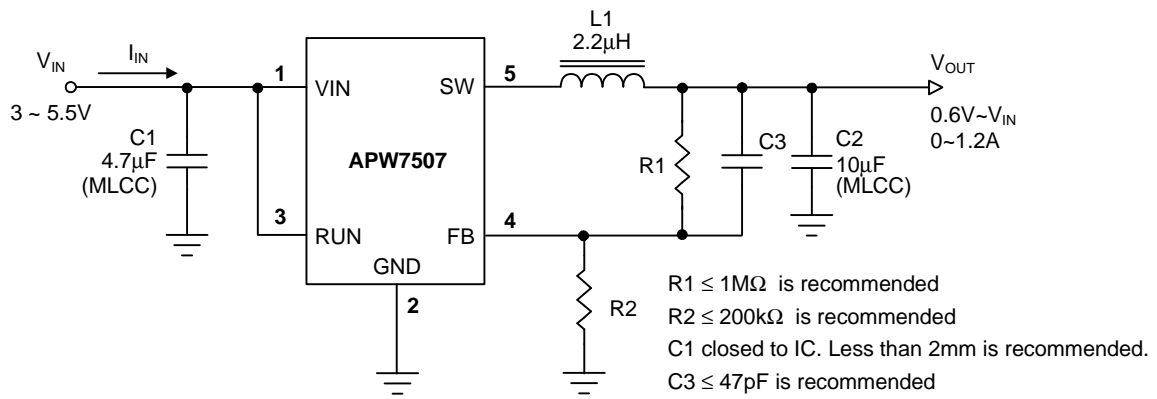 L1
2.2µH
VIN
IIN
3 ~ 5.5V
C1
4.7µF
(MLCC)
1
VIN
SW
5
APW7507
3
RUN
FB
4
GND
2
R1
C3
C2
10µF
(MLCC)
VOUT
0.6V~VIN
0~1.2A
R2
R1 ≤ 1MΩ is recommended
R2 ≤ 200kΩ is recommended
C1 closed to IC. Less than 2mm is recommended.
C3 ≤ 47pF is recommended